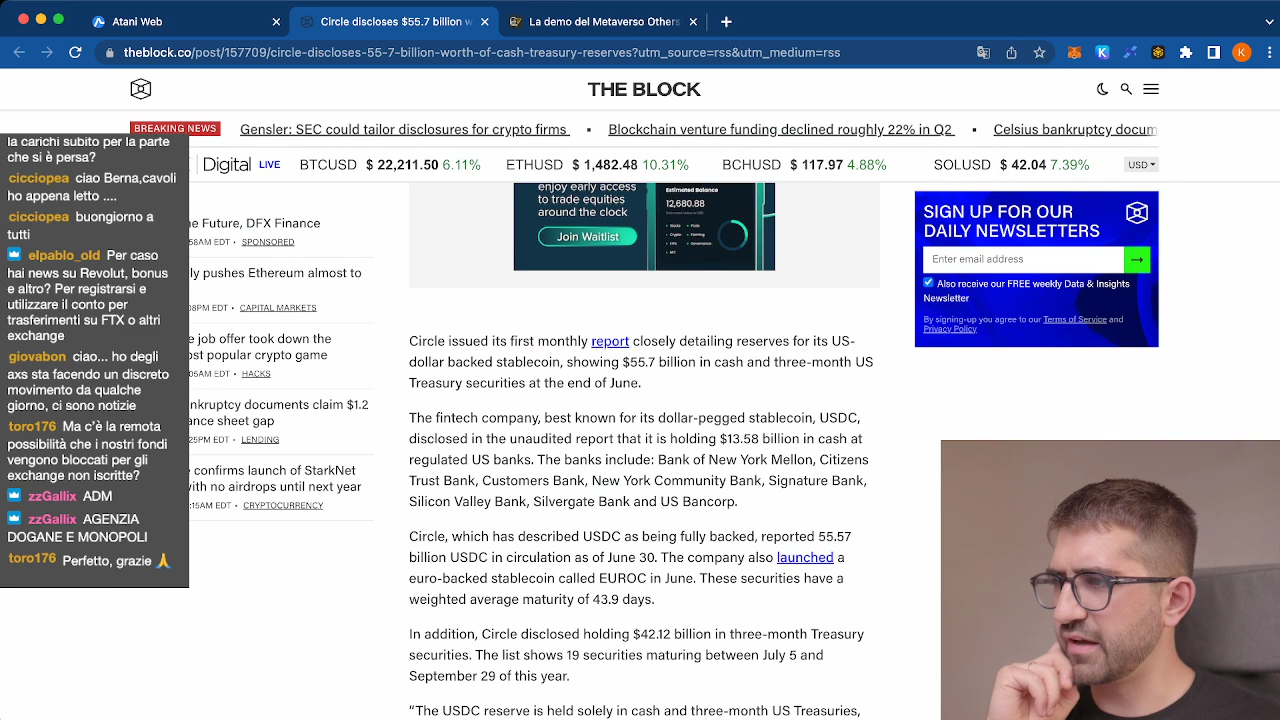 Atani Web
Circle discloses $55.7 billion w
La demo del Metaverso Others
theblock.co/post/157709/circle-discloses-55-7-billion-worth-of-cash-treasury-reserves?utm_source=rss&utm_medium=rss
K
K
THE BLOCK
BREAKING NEWS
Gensler: SEC could tailor disclosures for crypto firms
Blockchain venture funding declined roughly 22% in Q2
Celsius bankruptcy docum
Digital LIVE
BTCUSD $ 22,211.50 6.11%
ETHUSD $ 1,482.48 10.31%
BCHUSD $ 117.97 4.88%
SOLUSD $ 42.04 7.39%
USD
la carichi subito per la parte
che si è persa?
cicciopea ciao Berna,cavoli
ho appena letto ....
cicciopea buongiorno a
tutti
elpablo_old Per caso
hai news su Revolut, bonus
e altro? Per registrarsi e
utilizzare il conto per
trasferimenti su FTX o altri
exchange
giovabon ciao... ho degli
axs sta facendo un discreto
movimento da qualche
giorno, ci sono notizie
toro176 Ma c'è la remota
possibilità che i nostri fondi
vengono bloccati per gli
exchange non iscritte?
zzGallix ADM
zzGallix AGENZIA
DOGANE E MONOPOLI
toro176 Perfetto, grazie 🙏
e Future, DFX Finance
:58AM EDT • SPONSORED
ly pushes Ethereum almost to
:08PM EDT • CAPITAL MARKETS
e job offer took down the
ost popular crypto game
:05AM EDT • HACKS
nkruptcy documents claim $1.2
ance sheet gap
:25PM EDT • LENDING
e confirms launch of StarkNet
with no airdrops until next year
:15AM EDT • CRYPTOCURRENCY
enjoy early access
to trade equities
around the clock
Join Waitlist
Estimated Balance
12,680.88
Circle issued its first monthly report closely detailing reserves for its US-
dollar backed stablecoin, showing $55.7 billion in cash and three-month US
Treasury securities at the end of June.
The fintech company, best known for its dollar-pegged stablecoin, USDC,
disclosed in the unaudited report that it is holding $13.58 billion in cash at
regulated US banks. The banks include: Bank of New York Mellon, Citizens
Trust Bank, Customers Bank, New York Community Bank, Signature Bank,
Silicon Valley Bank, Silvergate Bank and US Bancorp.
Circle, which has described USDC as being fully backed, reported 55.57
billion USDC in circulation as of June 30. The company also launched a
euro-backed stablecoin called EUROC in June. These securities have a
weighted average maturity of 43.9 days.
In addition, Circle disclosed holding $42.12 billion in three-month Treasury
securities. The list shows 19 securities maturing between July 5 and
September 29 of this year.
“The USDC reserve is held solely in cash and three-month US Treasuries,
SIGN UP FOR OUR
DAILY NEWSLETTERS
Enter email address
Also receive our FREE weekly Data & Insights
Newsletter
By signing-up you agree to our Terms of Service and
Privacy Policy